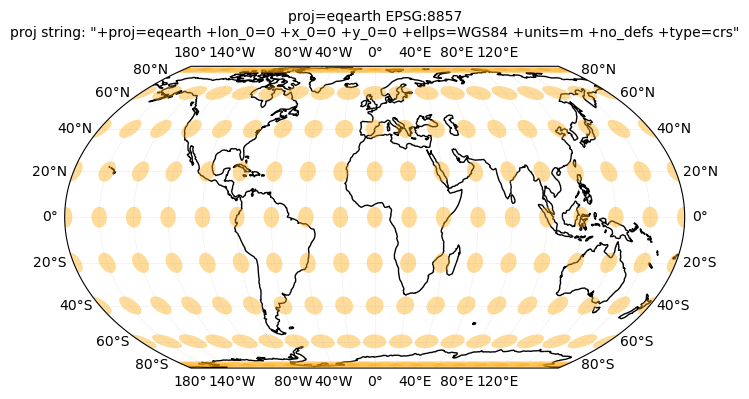 proj=eqearth EPSG:8857
proj string: "+proj=eqearth +lon_0=0 +x_0=0 +y_0=0 +ellps=WGS84 +units=m +no_defs +type=crs"
180° 140°W 80°W 40°W 0° 40°E 80°E 120°E
80°N 80°N
60°N 60°N
40°N 40°N
20°N 20°N
0° 0°
20°S 20°S
40°S 40°S
60°S 60°S
80°S 80°S
180° 140°W 80°W 40°W 0° 40°E 80°E 120°E